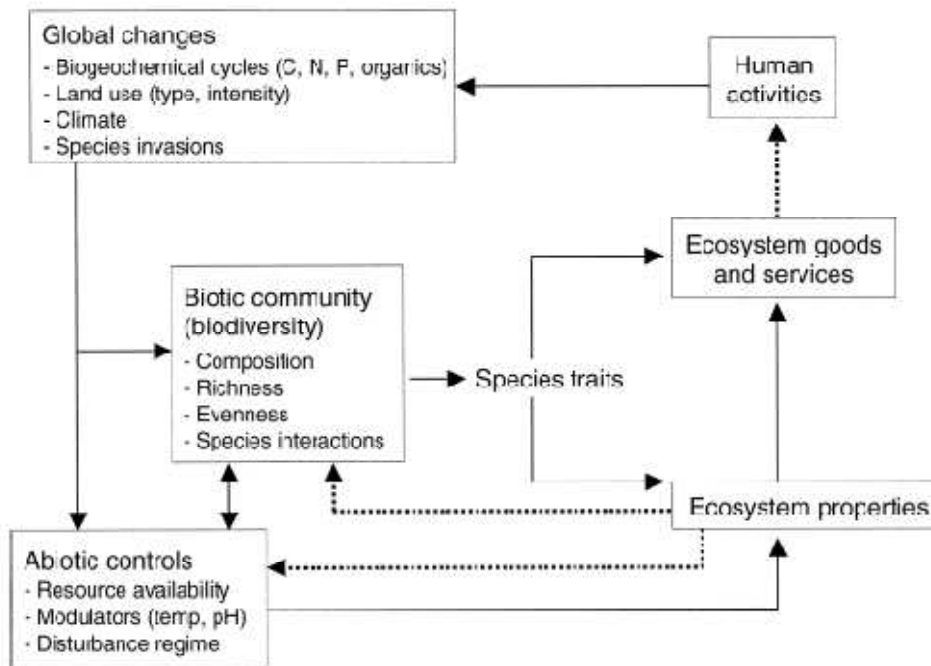 Global changes
- Biogeochemical cycles (C, N, P, organics)
- Land use (type, intensity)
- Climate
- Species invasions
Human
activities
Ecosystem goods
and services
Biotic community
(biodiversity)
- Composition
- Richness
- Evenness
- Species interactions
Species traits
Ecosystem properties
Abiotic controls
- Resource availability
- Modulators (temp, pH)
- Disturbance regime